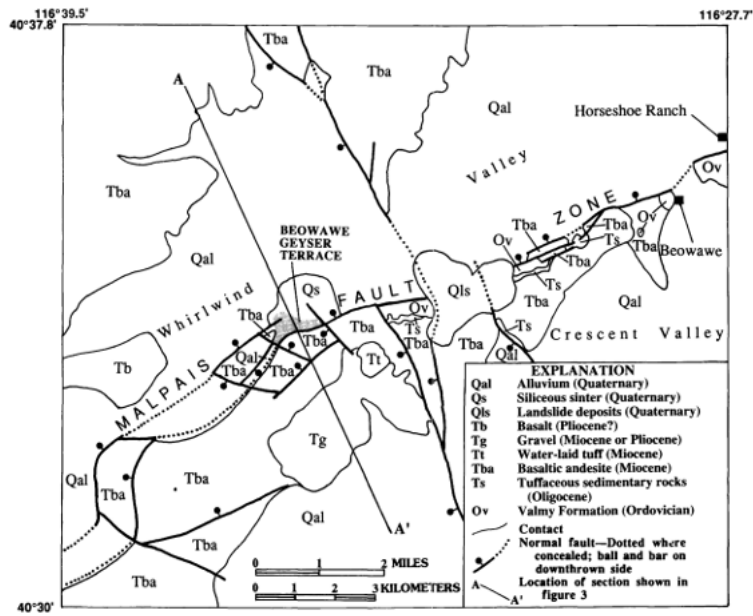 116°39.5'
116°27.7'
40°37.8'
Tba
Tba
A
Qal
Horseshoe Ranch
Valley
Ov
Tba
ZONE
Ov
BEOWAWE
GEYSER
TERRACE
Tba
Tba
Beowawe
Ov
Tba
Ts
Tba
Qal
Qs
Qls
Ts
Whirlwind
FAULT
Tba
Qal
Ov
Tba
Tba
Tba
Ts
Ts
Crescent Valley
Tba
Tba
Qal
Tt
Qal
Tb
Tba
Tba
MALPAIS
Tg
Qal
Tba
Tba
Qal
Tba
Tba
A'
0 1 2 MILES
0 1 2 3 KILOMETERS
40°30'
EXPLANATION
Qal Alluvium (Quaternary)
Qs Siliceous sinter (Quaternary)
Qls Landslide deposits (Quaternary)
Tb Basalt (Pliocene?)
Tg Gravel (Miocene or Pliocene)
Tt Water-laid tuff (Miocene)
Tba Basaltic andesite (Miocene)
Ts Tuffaceous sedimentary rocks
(Oligocene)
Ov Valmy Formation (Ordovician)
Contact
Normal fault—Dotted where
concealed; ball and bar on
downthrown side
A Location of section shown in
A' figure 3